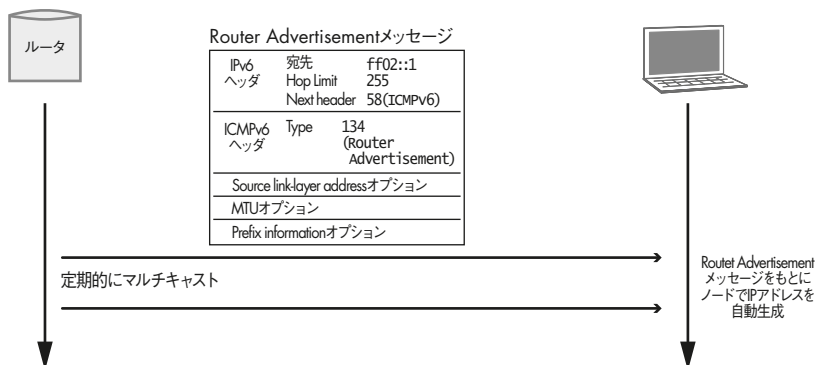 ルータ
Router Advertisementメッセージ
IPv6 宛先 ff02::1
ヘッダ Hop Limit 255
Next header 58(ICMPv6)
ICMPv6 Type 134
ヘッダ (Router
Advertisement)
Source link-layer addressオプション
MTUオプション
Prefix informationオプション
定期的にマルチキャスト
Routet Advertisement
メッセージをもとに
ノードでIPアドレスを
自動生成